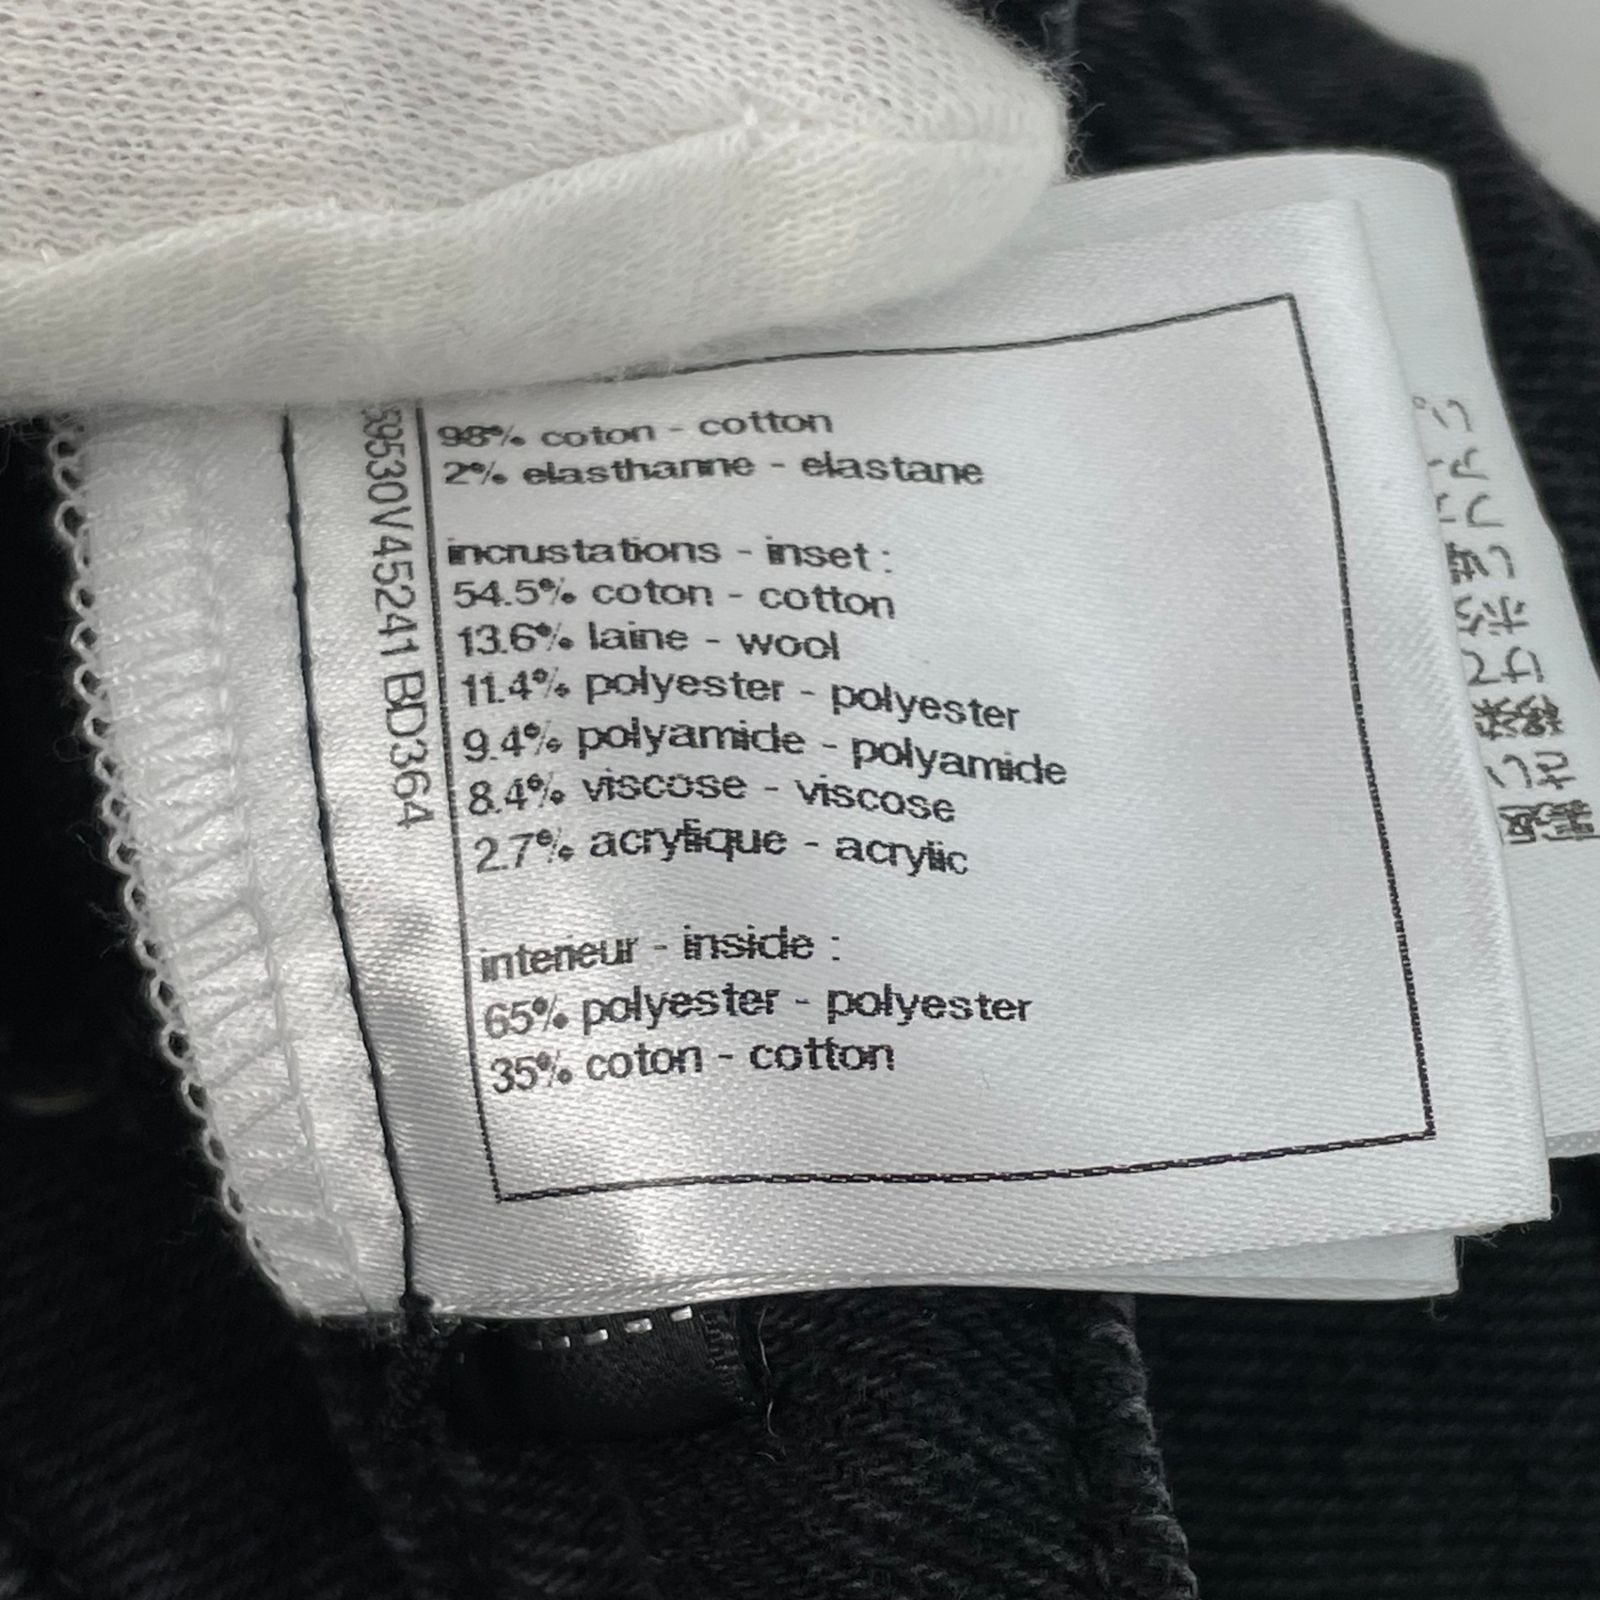 98% coton - cotton
2% elasthanne - elastane
incrustations - inset :
54.5% coton - cotton
13.6% laine - wool
11.4% polyester - polyester
9.4% polyamide - polyamide
8.4% viscose - viscose
2.7% acrylique - acrylic
interieur - inside :
65% polyester - polyester
35% coton - cotton
59530V45241 BD364